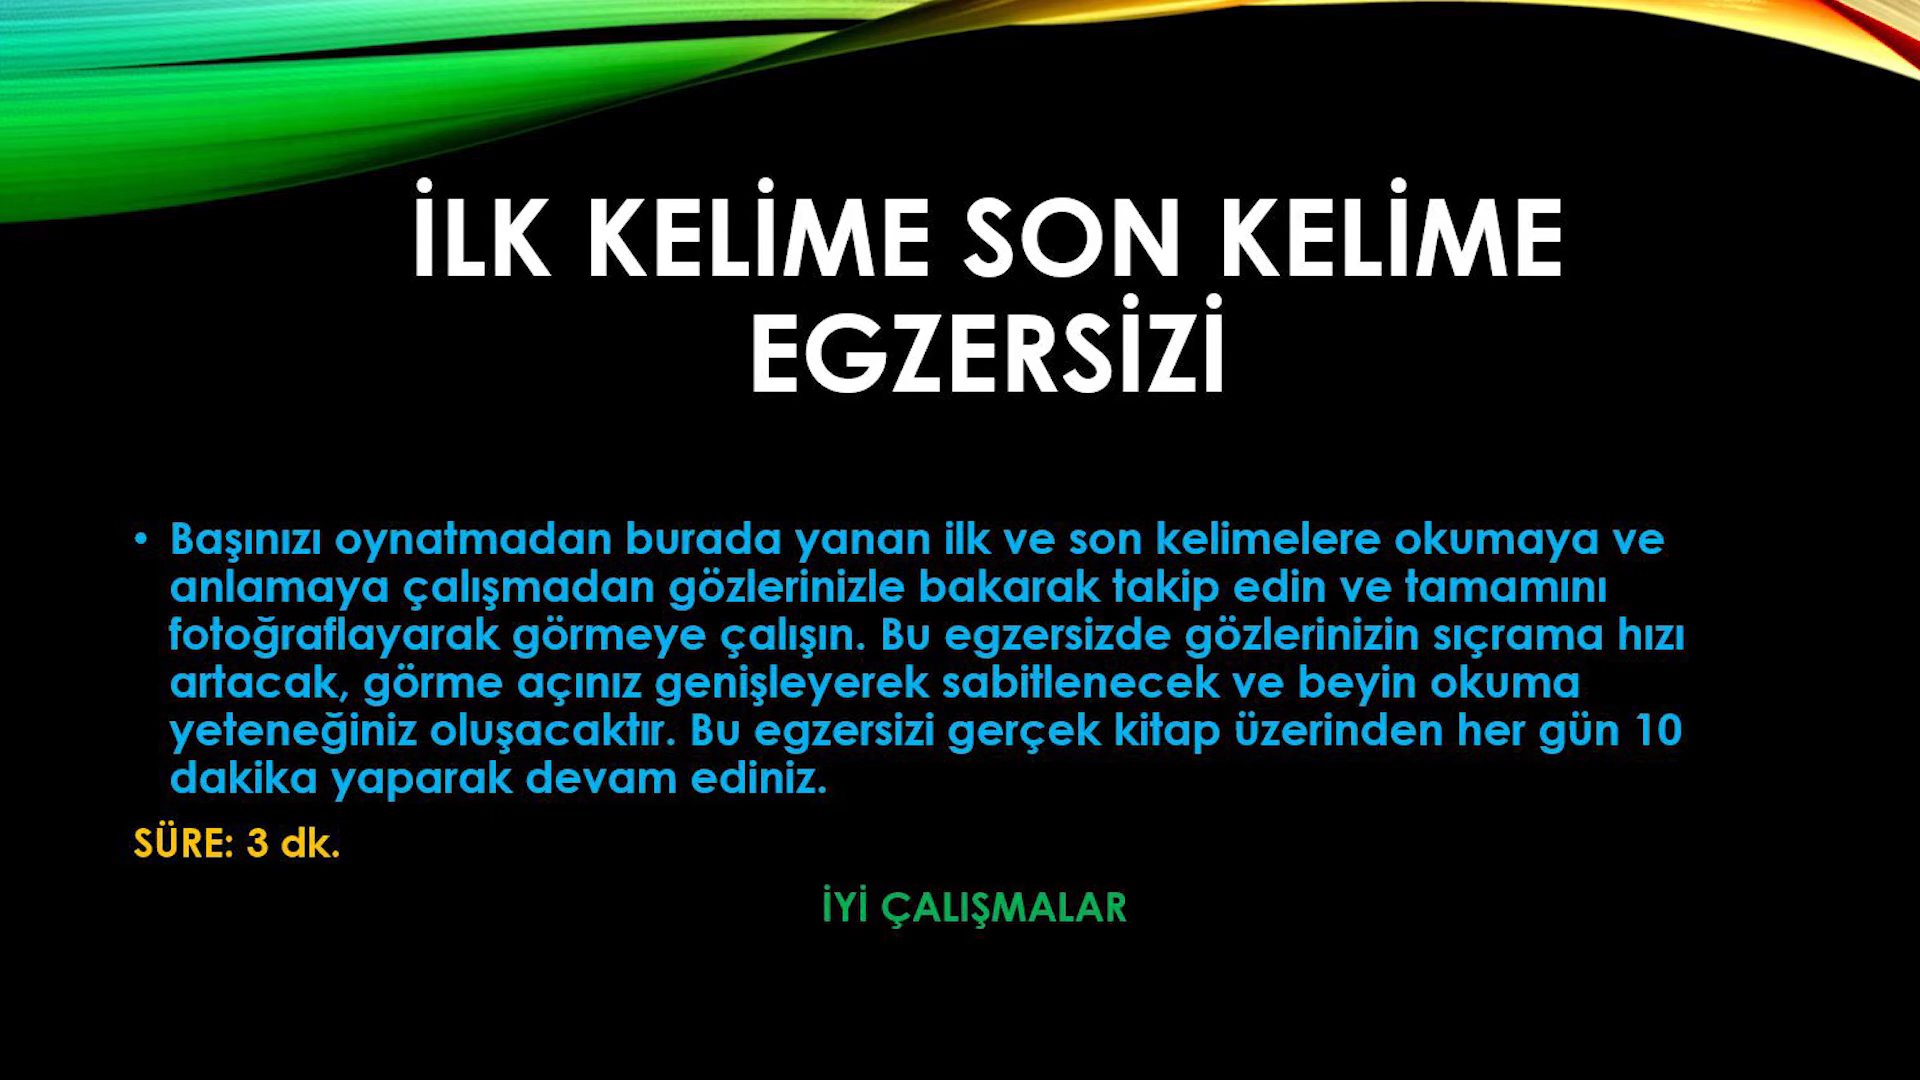 İLK KELİME SON KELİME
EGZERSİZİ
• Başınızı oynatmadan burada yanan ilk ve son kelimelere okumaya ve
anlamaya çalışmadan gözlerinizle bakarak takip edin ve tamamını
fotoğraflayarak görmeye çalışın. Bu egzersizde gözlerinizin sıçrama hızı
artacak, görme açınız genişleyerek sabitlenecek ve beyin okuma
yeteneğiniz oluşacaktır. Bu egzersizi gerçek kitap üzerinden her gün 10
dakika yaparak devam ediniz.
SÜRE: 3 dk.
İYİ ÇALIŞMALAR